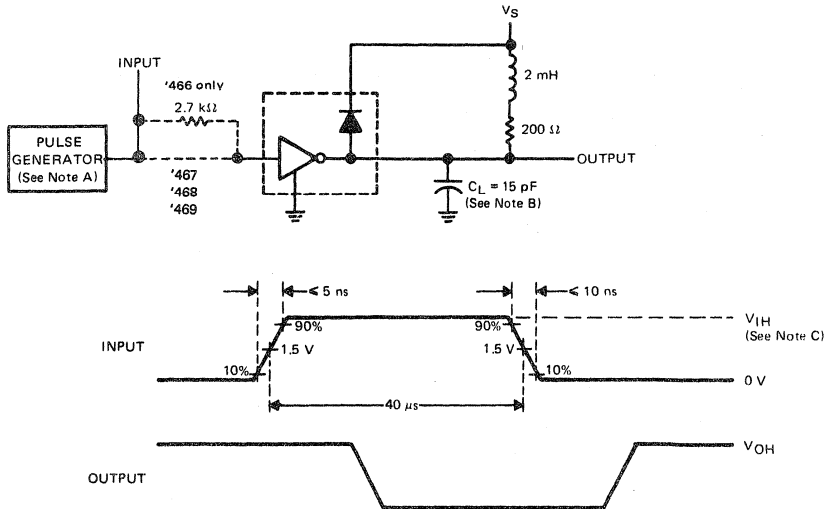 VS
INPUT
'466 only
2.7 kΩ
2 mH
200 Ω
PULSE
GENERATOR
(See Note A)
'467
'468
'469
OUTPUT
CL = 15 pF
(See Note B)
⩽ 5 ns
⩽ 10 ns
90%
90%
VIH
(See Note C)
INPUT
1.5 V
1.5 V
10%
10%
0 V
40 μs
VOH
OUTPUT